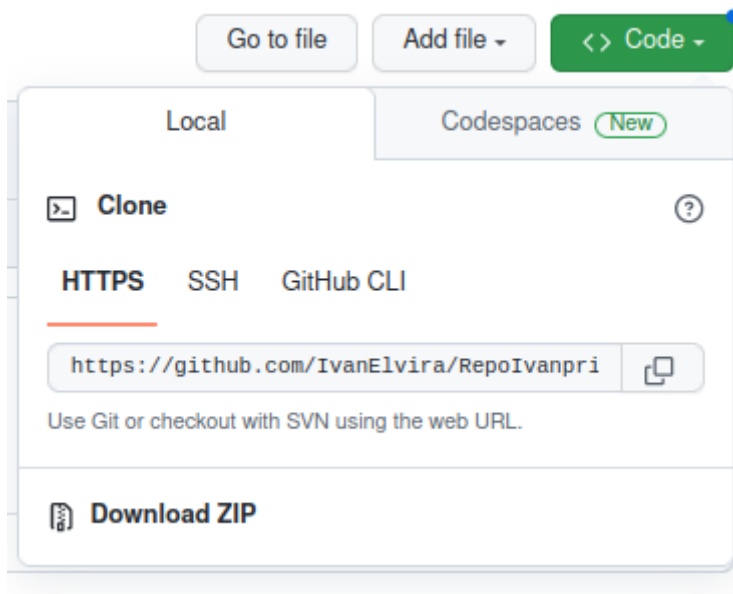 Go to file Add file <> Code
Local Codespaces New
Clone
HTTPS SSH GitHub CLI
https://github.com/IvanElvira/RepoIvanpri
Use Git or checkout with SVN using the web URL.
Download ZIP